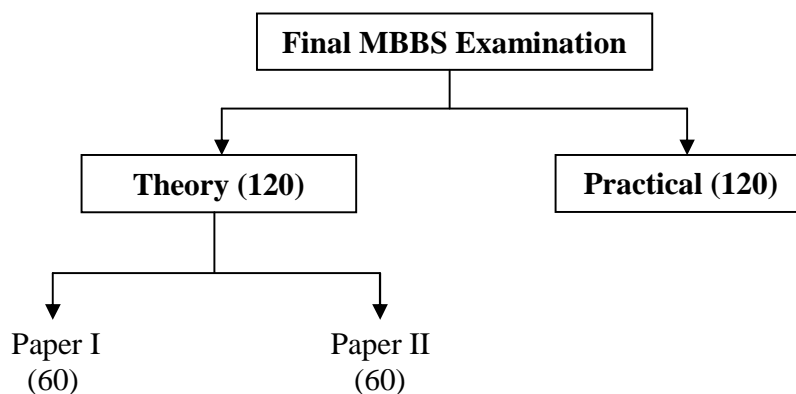 Final MBBS Examination
Theory (120)
Practical (120)
Paper I
(60)
Paper II
(60)